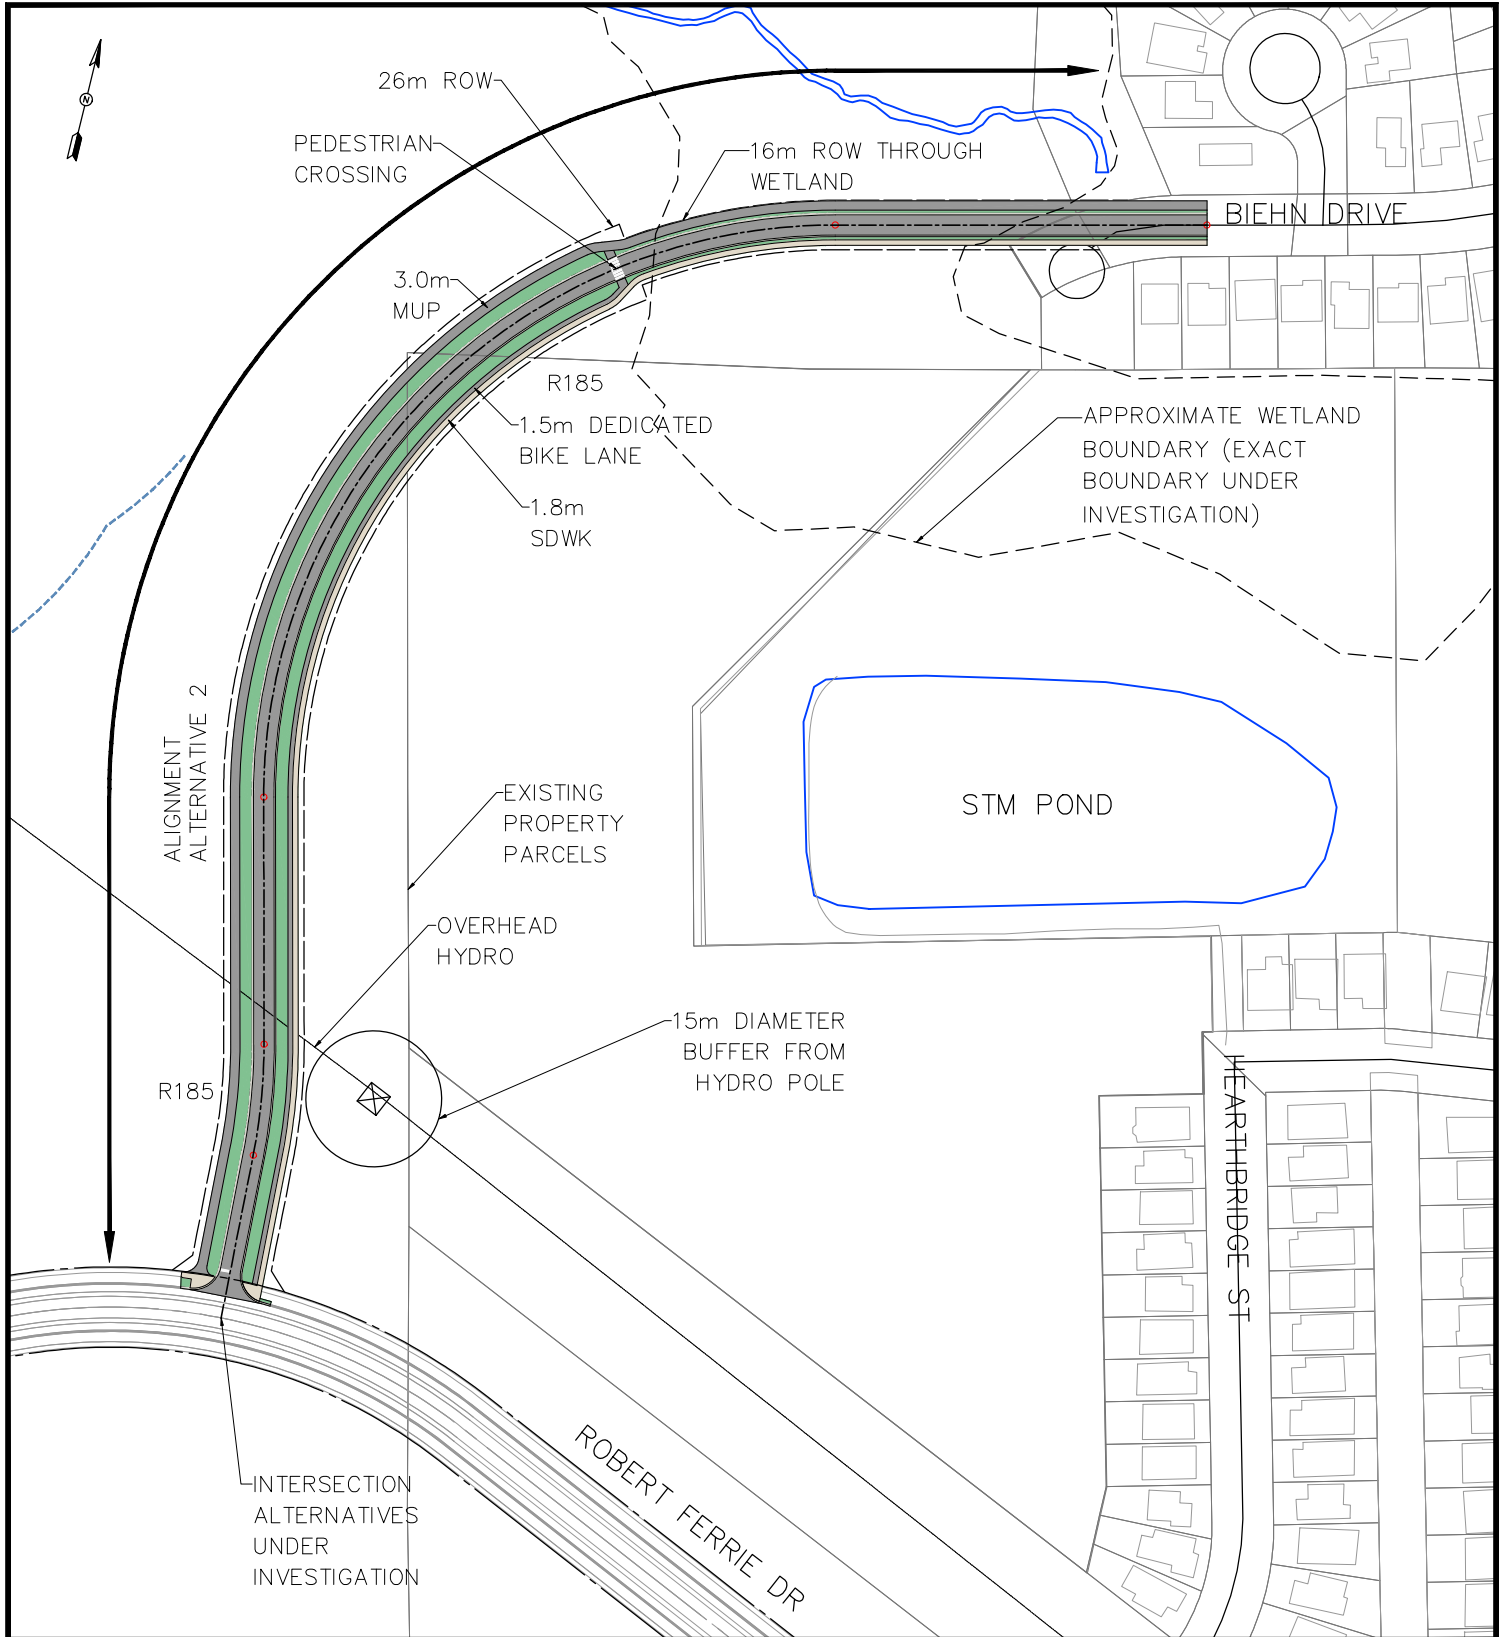 N
26m ROW
PEDESTRIAN
CROSSING
16m ROW THROUGH
WETLAND
BIEHN DRIVE
3.0m
MUP
R185
1.5m DEDICATED
BIKE LANE
1.8m
SDWK
APPROXIMATE WETLAND
BOUNDARY (EXACT
BOUNDARY UNDER
INVESTIGATION)
ALIGNMENT
ALTERNATIVE 2
EXISTING
PROPERTY
PARCELS
STM POND
OVERHEAD
HYDRO
15m DIAMETER
BUFFER FROM
HYDRO POLE
R185
HEARTHBRIDGE ST
ROBERT FERRIE DR
INTERSECTION
ALTERNATIVES
UNDER
INVESTIGATION